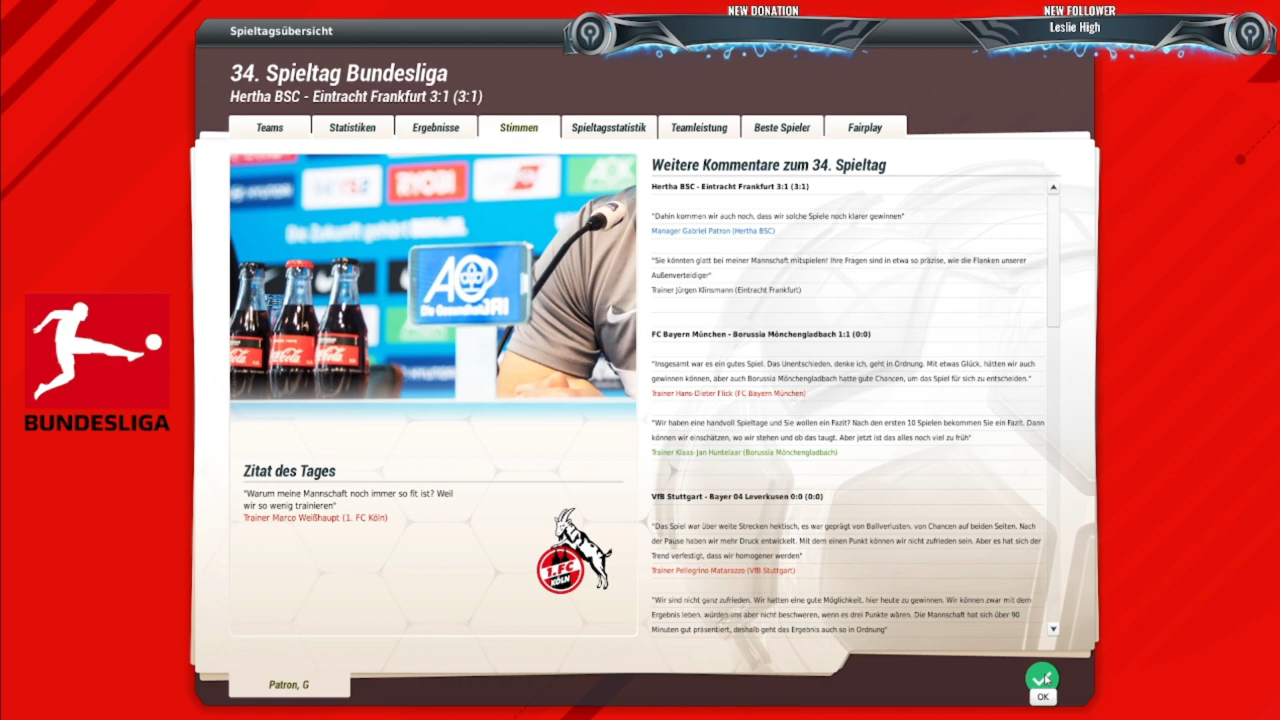 NEW DONATION
NEW FOLLOWER
Leslie High
Spieltagsübersicht
34. Spieltag Bundesliga
Hertha BSC - Eintracht Frankfurt 3:1 (3:1)
Teams
Statistiken
Ergebnisse
Stimmen
Spieltagsstatistik
Teamleistung
Beste Spieler
Fairplay
RYOBI
AOK
Die Gesundheit
Coca-Cola
Coca-Cola
Coca-Cola
BUNDESLIGA
Zitat des Tages
"Warum meine Mannschaft noch immer so fit ist? Weil
wir so wenig trainieren"
Trainer Marco Weißhaupt (1. FC Köln)
1.FC
KÖLN
Weitere Kommentare zum 34. Spieltag
Hertha BSC - Eintracht Frankfurt 3:1 (3:1)
"Dahin kommen wir auch noch, dass wir solche Spiele noch klarer gewinnen"
Manager Gabriel Patron (Hertha BSC)
"Sie könnten glatt bei meiner Mannschaft mitspielen! Ihre Fragen sind in etwa so präzise, wie die Flanken unserer
Außenverteidiger"
Trainer Jürgen Klinsmann (Eintracht Frankfurt)
FC Bayern München - Borussia Mönchengladbach 1:1 (0:0)
"Insgesamt war es ein gutes Spiel. Das Unentschieden, denke ich, geht in Ordnung. Mit etwas Glück, hätten wir auch
gewinnen können, aber auch Borussia Mönchengladbach hatte gute Chancen, um das Spiel für sich zu entscheiden."
Trainer Hans-Dieter Flick (FC Bayern München)
"Wir haben eine handvoll Spieltage und Sie wollen ein Fazit? Nach den ersten 10 Spielen bekommen Sie ein Fazit. Dann
können wir einschätzen, wo wir stehen und ob das taugt. Aber jetzt ist das alles noch viel zu früh"
Trainer Klaas-Jan Huntelaar (Borussia Mönchengladbach)
VfB Stuttgart - Bayer 04 Leverkusen 0:0 (0:0)
"Das Spiel war über weite Strecken hektisch, es war geprägt von Ballverlusten, von Chancen auf beiden Seiten. Nach
der Pause haben wir mehr Druck entwickelt. Mit dem einen Punkt können wir nicht zufrieden sein. Aber es hat sich der
Trend verfestigt, dass wir homogener werden"
Trainer Pellegrino Matarazzo (VfB Stuttgart)
"Wir sind nicht ganz zufrieden. Wir hatten eine gute Möglichkeit, hier heute zu gewinnen. Wir können zwar mit dem
Ergebnis leben, würden uns aber nicht beschweren, wenn es drei Punkte wären. Die Mannschaft hat sich über 90
Minuten gut präsentiert, deshalb geht das Ergebnis auch so in Ordnung"
Patron, G
OK